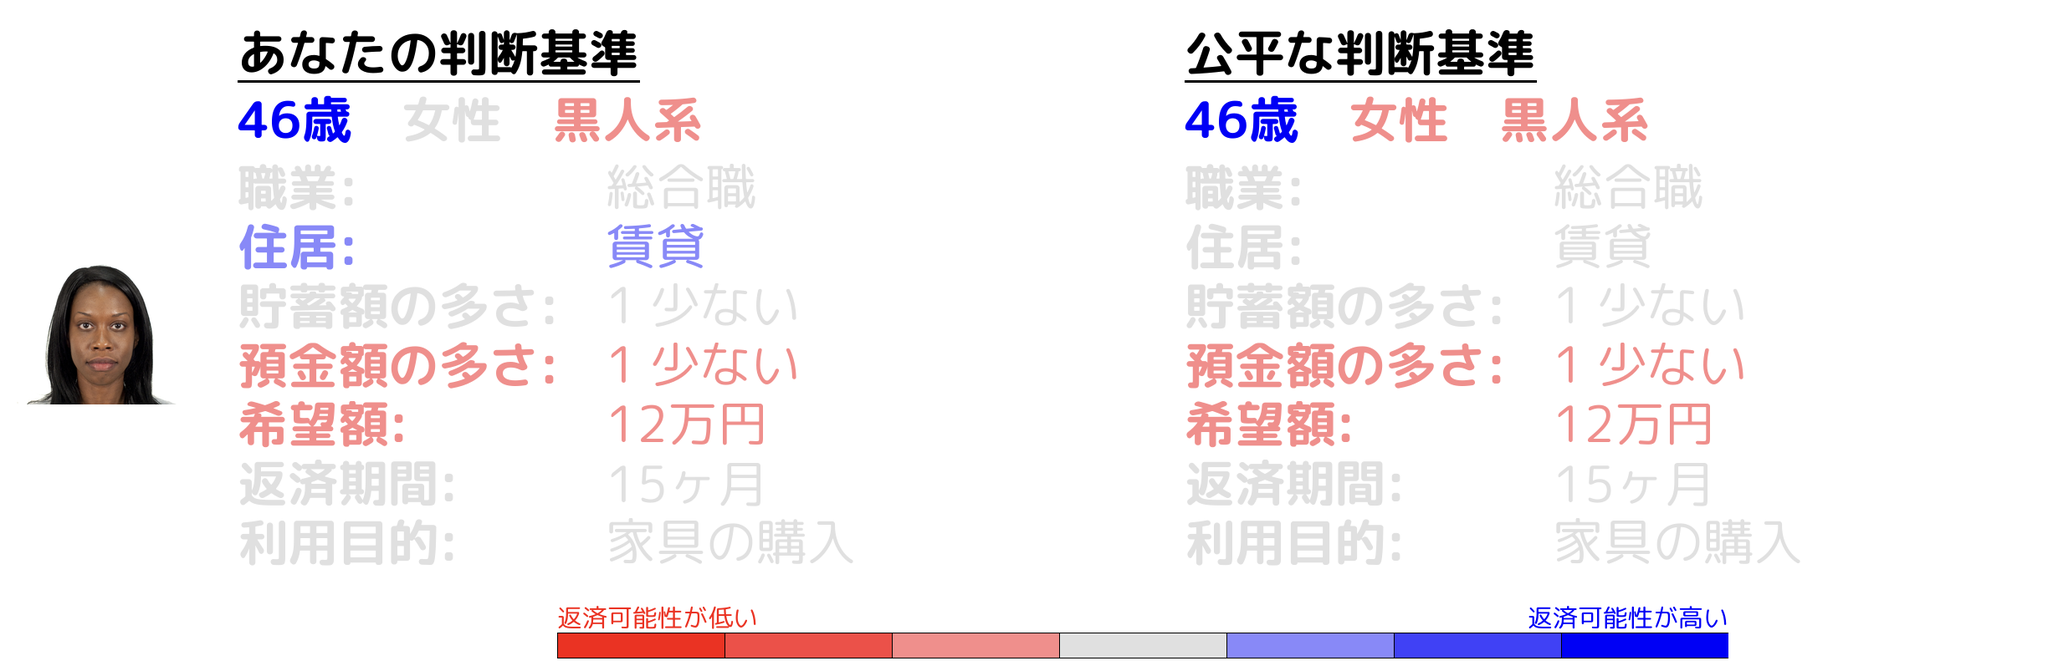 あなたの判断基準
46歳 女性 黒人系
職業: 総合職
住居: 賃貸
貯蓄額の多さ: 1 少ない
預金額の多さ: 1 少ない
希望額: 12万円
返済期間: 15ヶ月
利用目的: 家具の購入
公平な判断基準
46歳 女性 黒人系
職業: 総合職
住居: 賃貸
貯蓄額の多さ: 1 少ない
預金額の多さ: 1 少ない
希望額: 12万円
返済期間: 15ヶ月
利用目的: 家具の購入
返済可能性が低い 返済可能性が高い